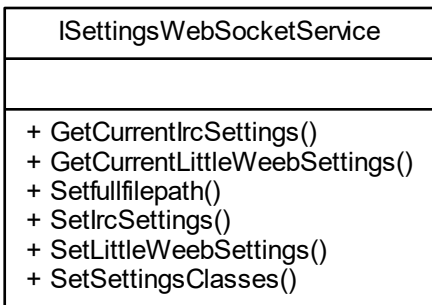 ISettingsWebSocketService
+ GetCurrentIrcSettings()
+ GetCurrentLittleWeebSettings()
+ Setfullfilepath()
+ SetIrcSettings()
+ SetLittleWeebSettings()
+ SetSettingsClasses()